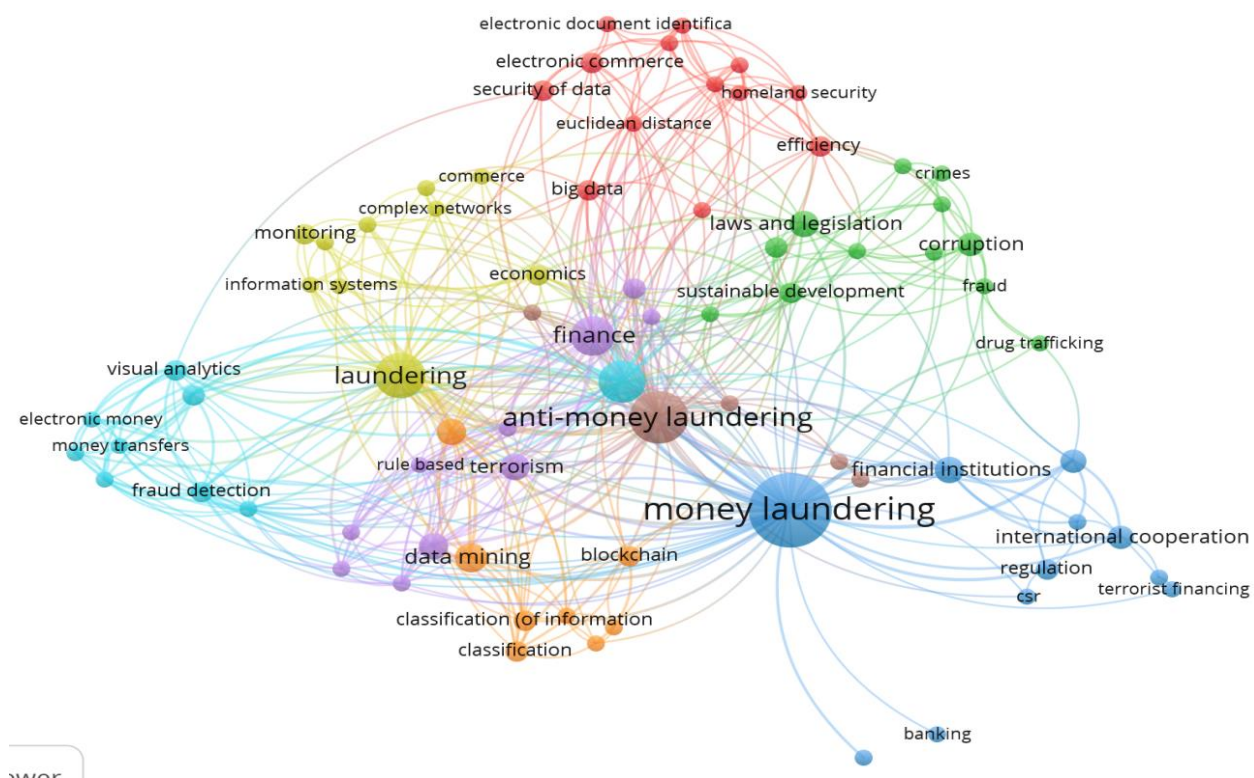 electronic document identifica
electronic commerce
security of data
homeland security
euclidean distance
efficiency
crimes
commerce
big data
complex networks
laws and legislation
monitoring
corruption
economics
information systems
sustainable development
fraud
finance
drug trafficking
visual analytics
laundering
anti-money laundering
electronic money
money transfers
rule based
terrorism
financial institutions
fraud detection
money laundering
international cooperation
data mining
blockchain
regulation
terrorist financing
csr
classification (of information
classification
banking